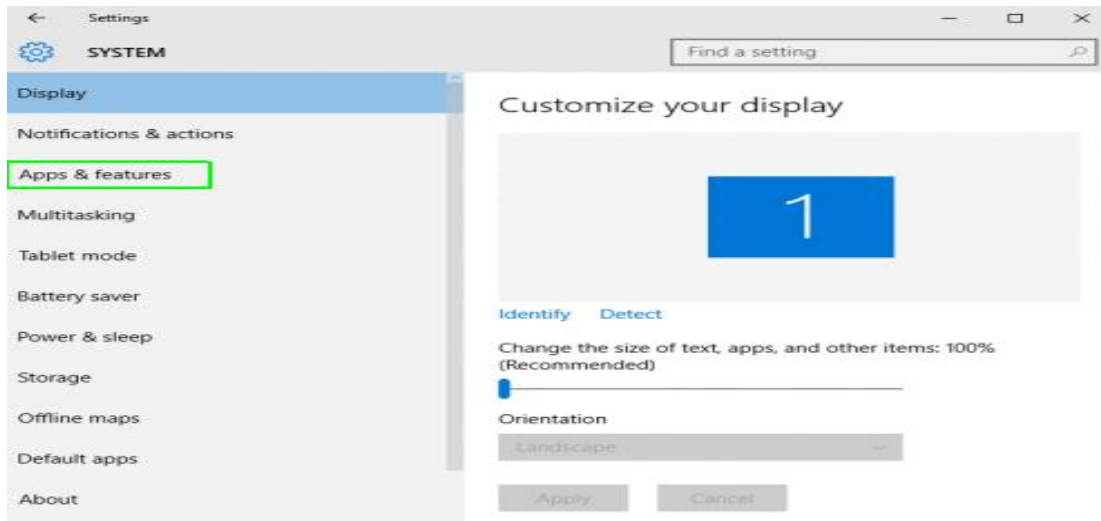 Settings
SYSTEM
Find a setting
Display
Notifications & actions
Apps & features
Multitasking
Tablet mode
Battery saver
Power & sleep
Storage
Offline maps
Default apps
About
Customize your display
1
Identify Detect
Change the size of text, apps, and other items: 100%
(Recommended)
Orientation
Landscape
Apply Cancel